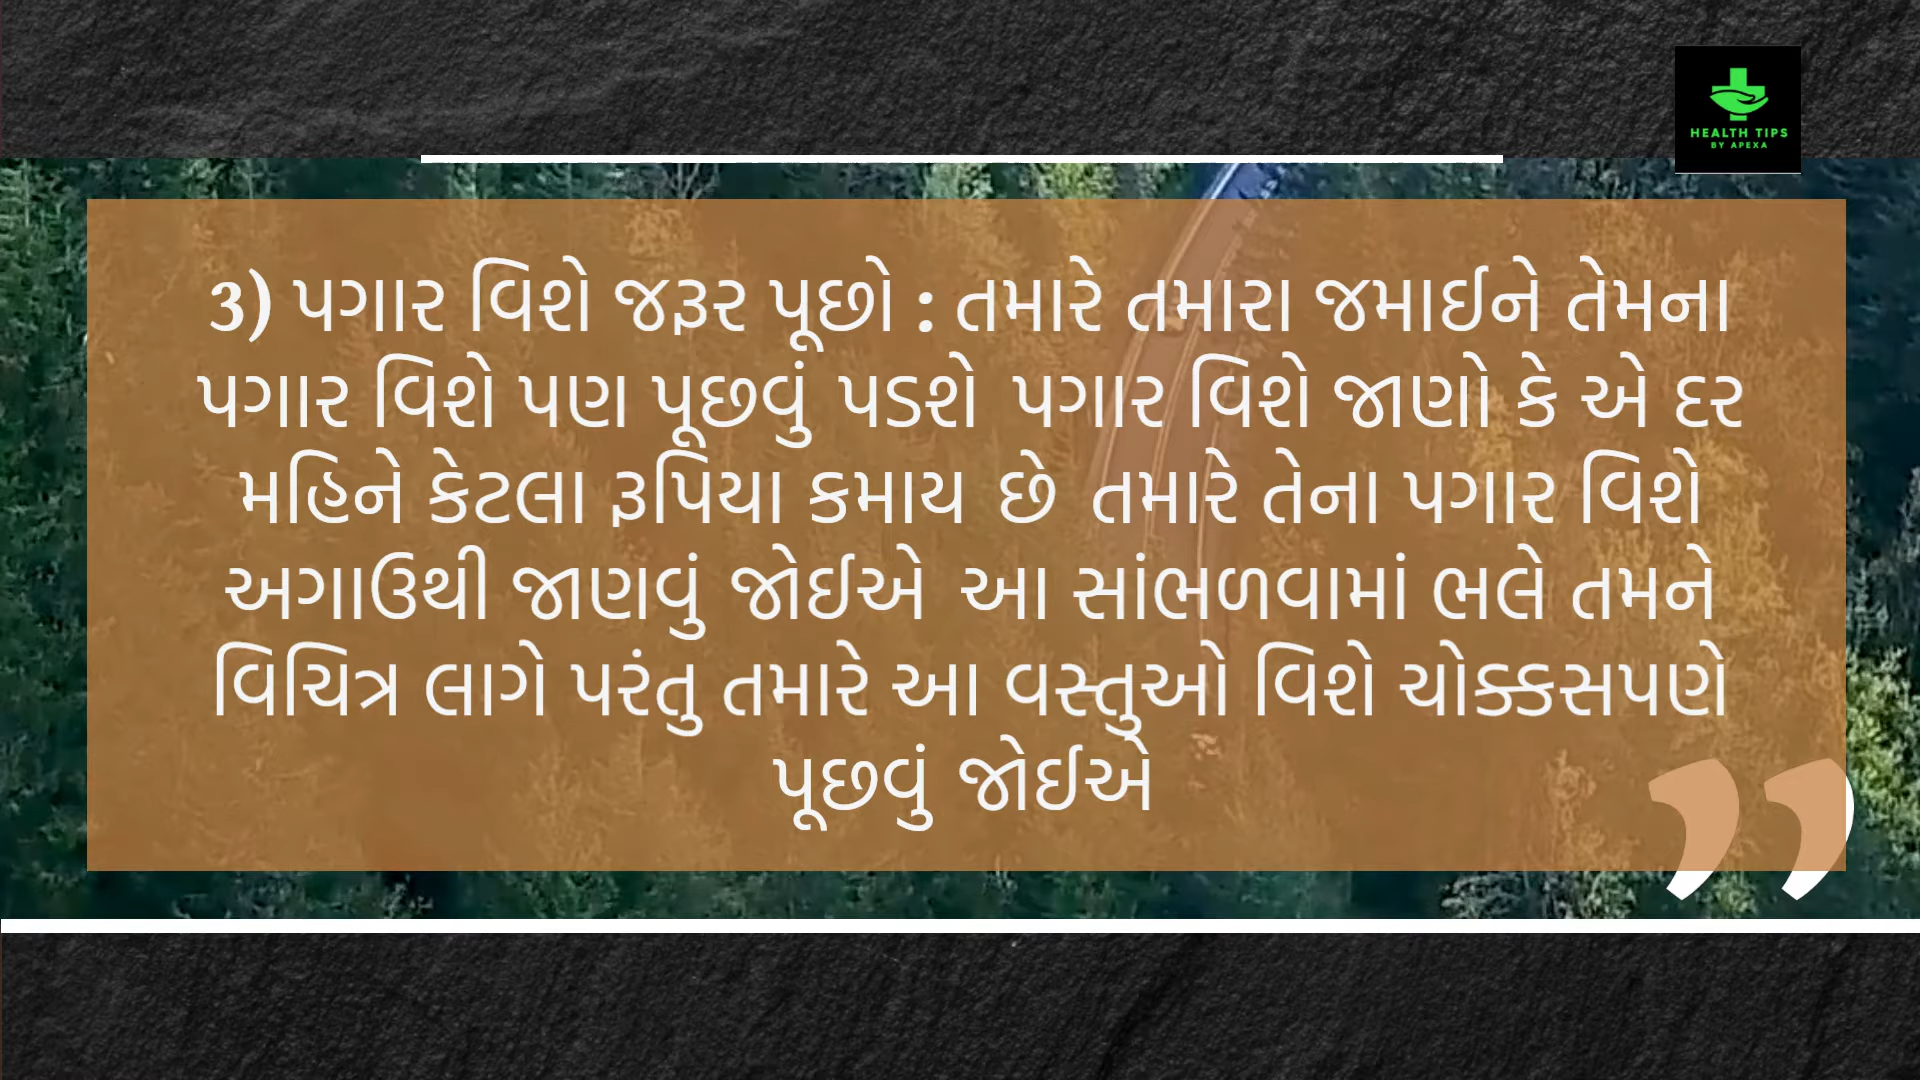 HEALTH TIPS
BY APEXA
3) પગાર વિશે જરૂર પૂછો : તમારે તમારા જમાઈને તેમના
પગાર વિશે પણ પૂછવું પડશે પગાર વિશે જાણો કે એ દર
મહિને કેટલા રૂપિયા કમાય છે તમારે તેના પગાર વિશે
અગાઉથી જાણવું જોઈએ આ સાંભળવામાં ભલે તમને
વિચિત્ર લાગે પરંતુ તમારે આ વસ્તુઓ વિશે ચોક્કસપણે
પૂછવું જોઈએ
”